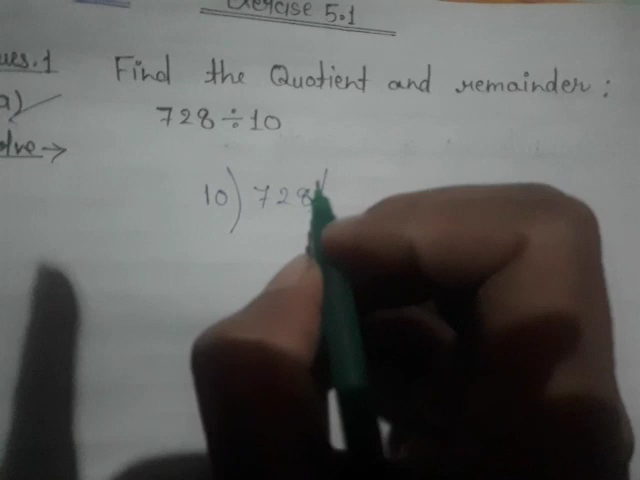 Exercise 5.1
Find the Quotient and remainder:
a)
728÷10
10)728